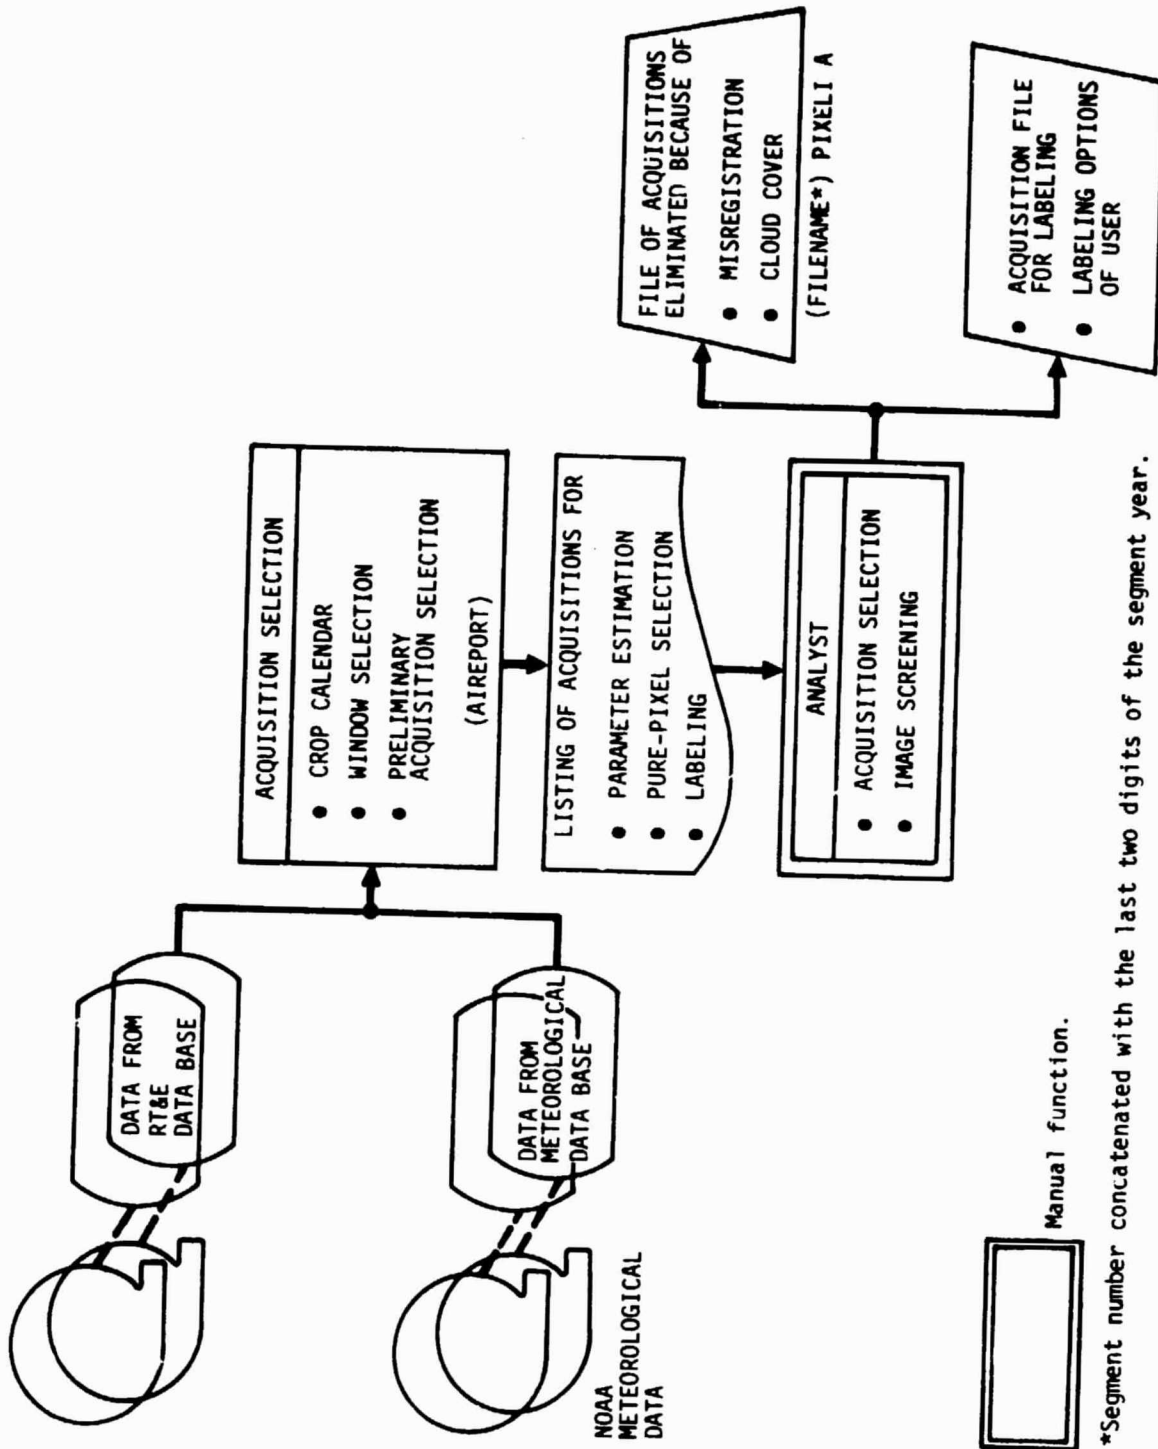 DATA FROM
RT&E
DATA BASE
NOAA
METEOROLOGICAL
DATA
DATA FROM
METEOROLOGICAL
DATA BASE
ACQUISITION SELECTION
● CROP CALENDAR
● WINDOW SELECTION
● PRELIMINARY
ACQUISITION SELECTION
(AIREPORT)
LISTING OF ACQUISITIONS FOR
● PARAMETER ESTIMATION
● PURE-PIXEL SELECTION
● LABELING
ANALYST
● ACQUISITION SELECTION
● IMAGE SCREENING
FILE OF ACQUISITIONS
ELIMINATED BECAUSE OF
● MISREGISTRATION
● CLOUD COVER
(FILENAME*) PIXELI A
● ACQUISITION FILE
FOR LABELING
● LABELING OPTIONS
OF USER
Manual function.
*Segment number concatenated with the last two digits of the segment year.